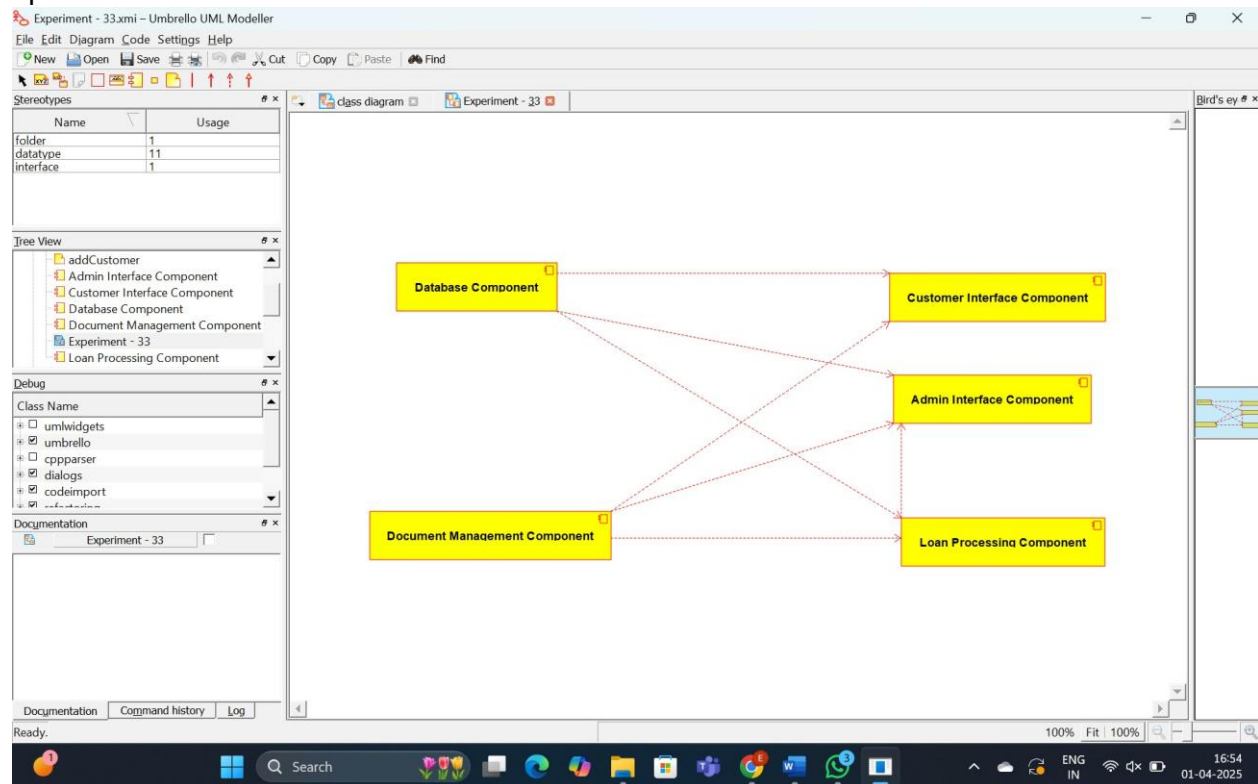 Experiment - 33.xmi – Umbrello UML Modeller
File Edit Diagram Code Settings Help
New Open Save Cut Copy Paste Find
Stereotypes
Name Usage
folder 1
datatype 11
interface 1
Tree View
addCustomer
Admin Interface Component
Customer Interface Component
Database Component
Document Management Component
Experiment - 33
Loan Processing Component
Debug
Class Name
umlwidgets
umbrello
cppparser
dialogs
codeimport
Documentation
Experiment - 33
Documentation Command history Log
class diagram Experiment - 33
Database Component
Customer Interface Component
Admin Interface Component
Document Management Component
Loan Processing Component
Bird's ey
Ready.
100% Fit 100%
Search
ENG
IN
16:54
01-04-2025